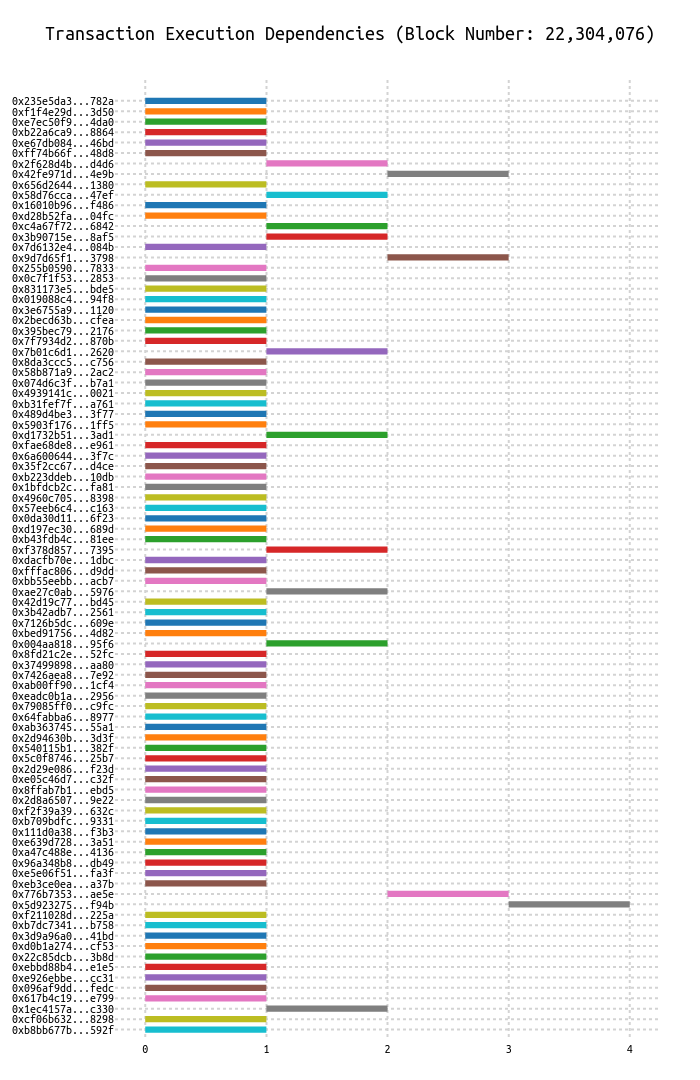 Transaction Execution Dependencies (Block Number: 22,304,076)
0x235e5da3...782a
0xf1f4e29d...3d50
0xe7ec50f9...4da0
0xb22a6ca9...8864
0xe67db084...46bd
0xff74b66f...48d8
0x2f628d4b...d4d6
0x42fe971d...4e9b
0x656d2644...1380
0x58d76cca...47ef
0x16010b96...f486
0xd28b52fa...04fc
0xc4a67f72...6842
0x3b90715e...8af5
0x7d6132e4...084b
0x9d7d65f1...3798
0x255b0590...7833
0x0c7f1f53...2853
0x831173e5...bde5
0x019088c4...94f8
0x3e6755a9...1120
0x2becd63b...cfea
0x395bec79...2176
0x7f7934d2...870b
0x7b01c6d1...2620
0x8da3ccc5...c756
0x58b871a9...2ac2
0x074d6c3f...b7a1
0x4939141c...0021
0xb31fef7f...a761
0x489d4be3...3f77
0x5903f176...1ff5
0xd1732b51...3ad1
0xfae68de8...e961
0x6a600644...3f7c
0x35f2cc67...d4ce
0xb223ddeb...10db
0x1bfdcb2c...fa81
0x4960c705...8398
0x57eeb6c4...c163
0x0da30d11...6f23
0xd197ec30...689d
0xb43fdb4c...81ee
0xf378d857...7395
0xdacfb70e...1dbc
0xfffac806...d9dd
0xbb55eebb...acb7
0xae27c0ab...5976
0x42d19c77...bd45
0x3b42adb7...2561
0x7126b5dc...609e
0xbed91756...4d82
0x004aa818...95f6
0x8fd21c2e...52fc
0x37499898...aa80
0x7426aea8...7e92
0xab00ff90...1cf4
0xeadc0b1a...2956
0x79085ff0...c9fc
0x64fabba6...8977
0xab363745...55a1
0x2d94630b...3d3f
0x540115b1...382f
0x5c0f8746...25b7
0x2d29e086...f23d
0xe05c46d7...c32f
0x8ffab7b1...ebd5
0x2d8a6507...9e22
0xf2f39a39...632c
0xb709bdfc...9331
0x111d0a38...f3b3
0xe639d728...3a51
0xa47c488e...4136
0x96a348b8...db49
0xe5e06f51...fa3f
0xeb3ce0ea...a37b
0x776b7353...ae5e
0x5d923275...f94b
0xf211028d...225a
0xb7dc7341...b758
0x3d9a96a0...41bd
0xd0b1a274...cf53
0x22c85dcb...3b8d
0xebbd88b4...e1e5
0xe926ebbe...cc31
0x096af9dd...fedc
0x617b4c19...e799
0x1ec4157a...c330
0xcf06b632...8298
0xb8bb677b...592f
0 1 2 3 4